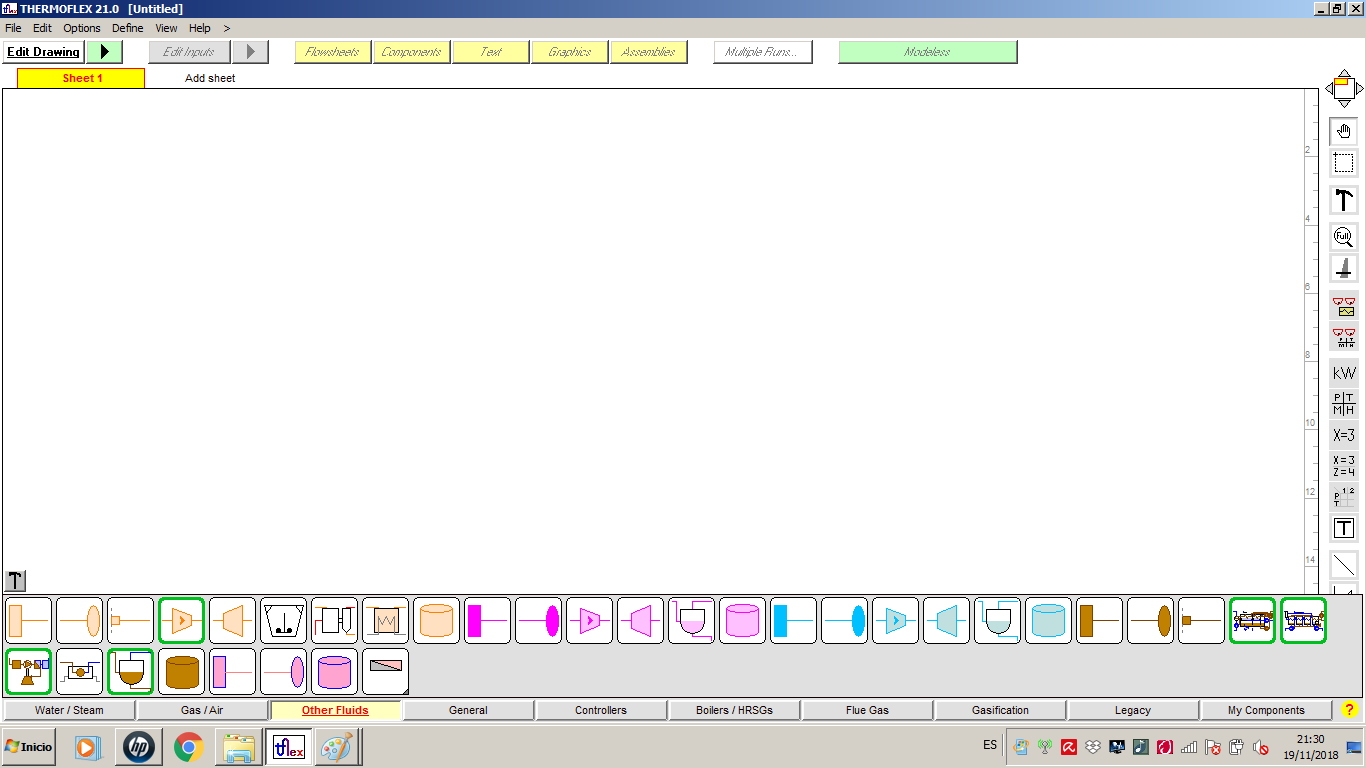 THERMOFLEX 21.0 [Untitled]
File Edit Options Define View Help >
Edit Drawing Edit Inputs Flowsheets Components Text Graphics Assemblies Multiple Runs... Modeless
Sheet 1 Add sheet
2
4
6
8
10
12
14
Full
kW
P T
M H
X=3
X=3
Z=4
1 2
P
T
T
Water / Steam Gas / Air Other Fluids General Controllers Boilers / HRSGs Flue Gas Gasification Legacy My Components ?
Inicio hp tflex ES 21:30
19/11/2018